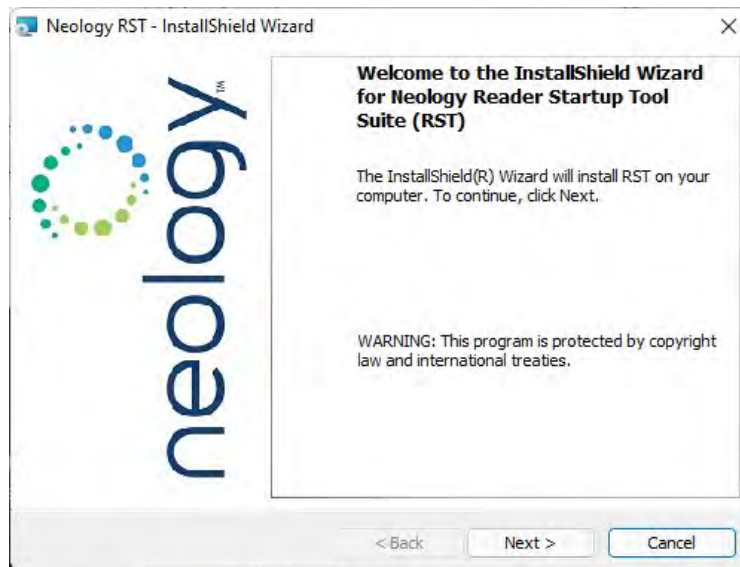 Neology RST - InstallShield Wizard
neology™
Welcome to the InstallShield Wizard
for Neology Reader Startup Tool
Suite (RST)
The InstallShield(R) Wizard will install RST on your
computer. To continue, click Next.
WARNING: This program is protected by copyright
law and international treaties.
< Back
Next >
Cancel